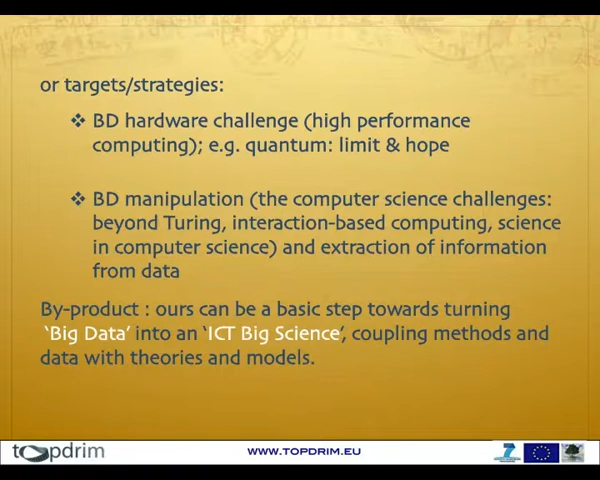 or targets/strategies:
❖ BD hardware challenge (high performance
computing); e.g. quantum: limit & hope
❖ BD manipulation (the computer science challenges:
beyond Turing, interaction-based computing, science
in computer science) and extraction of information
from data
By-product : ours can be a basic step towards turning
‘Big Data’ into an ‘ICT Big Science’, coupling methods and
data with theories and models.
topdrim
WWW.TOPDRIM.EU